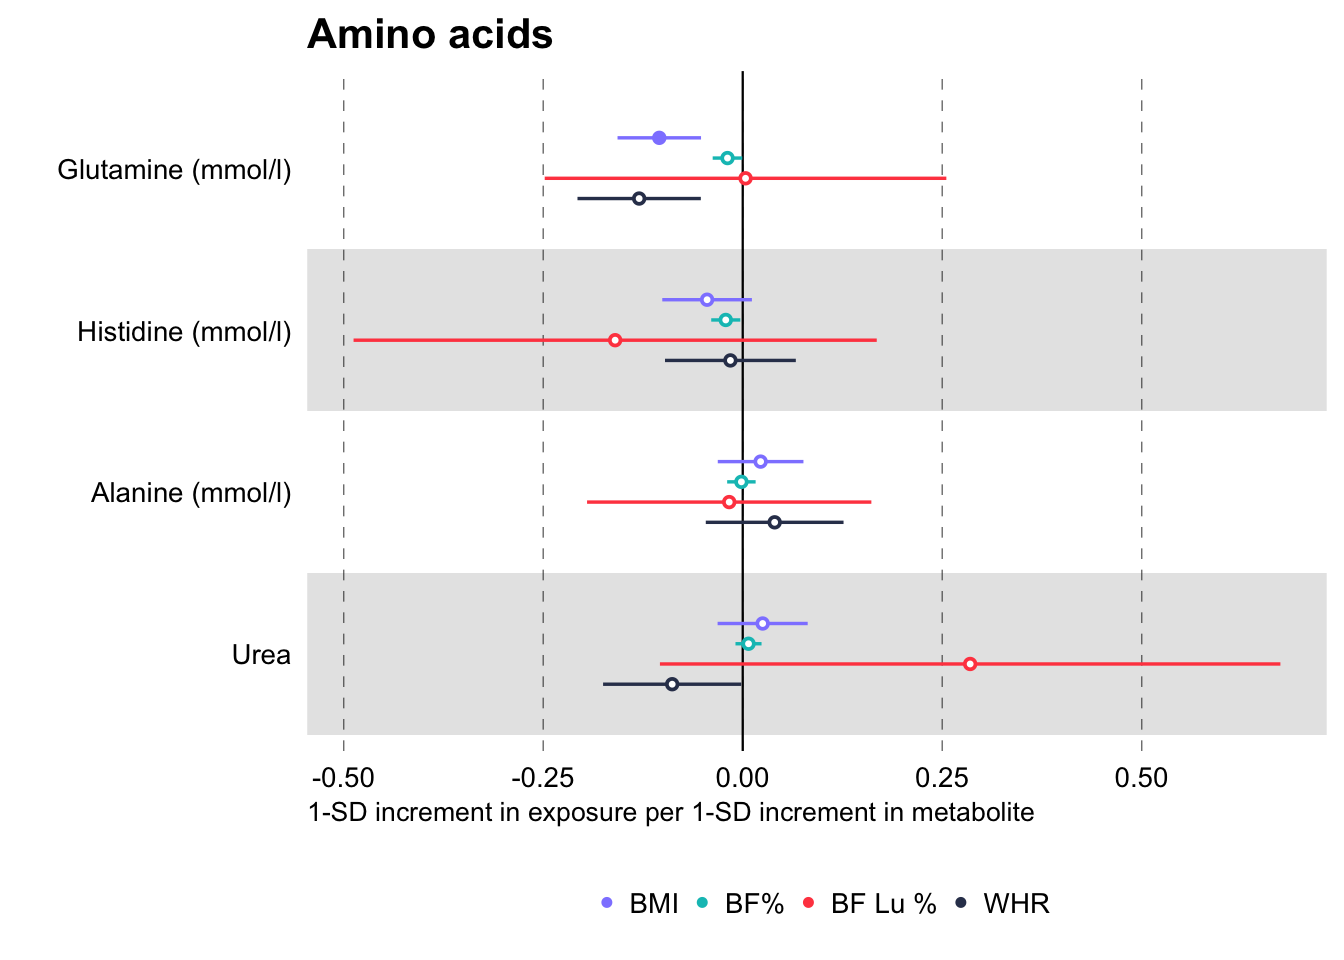 Amino acids
Glutamine (mmol/l)
Histidine (mmol/l)
Alanine (mmol/l)
Urea
-0.50 -0.25 0.00 0.25 0.50
1-SD increment in exposure per 1-SD increment in metabolite
BMI BF% BF Lu % WHR